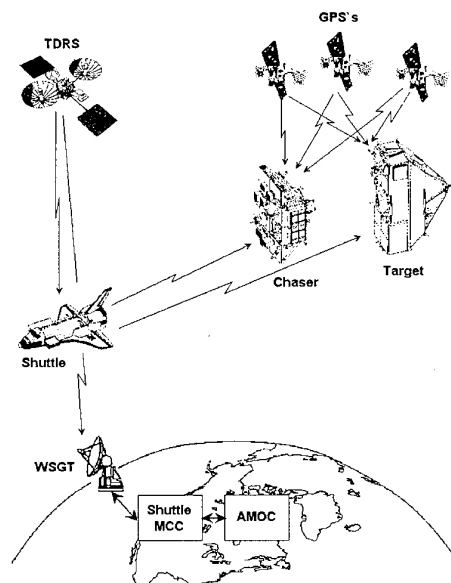 TDRS
GPS`s
Chaser
Target
Shuttle
WSGT
Shuttle
MCC
AMOC